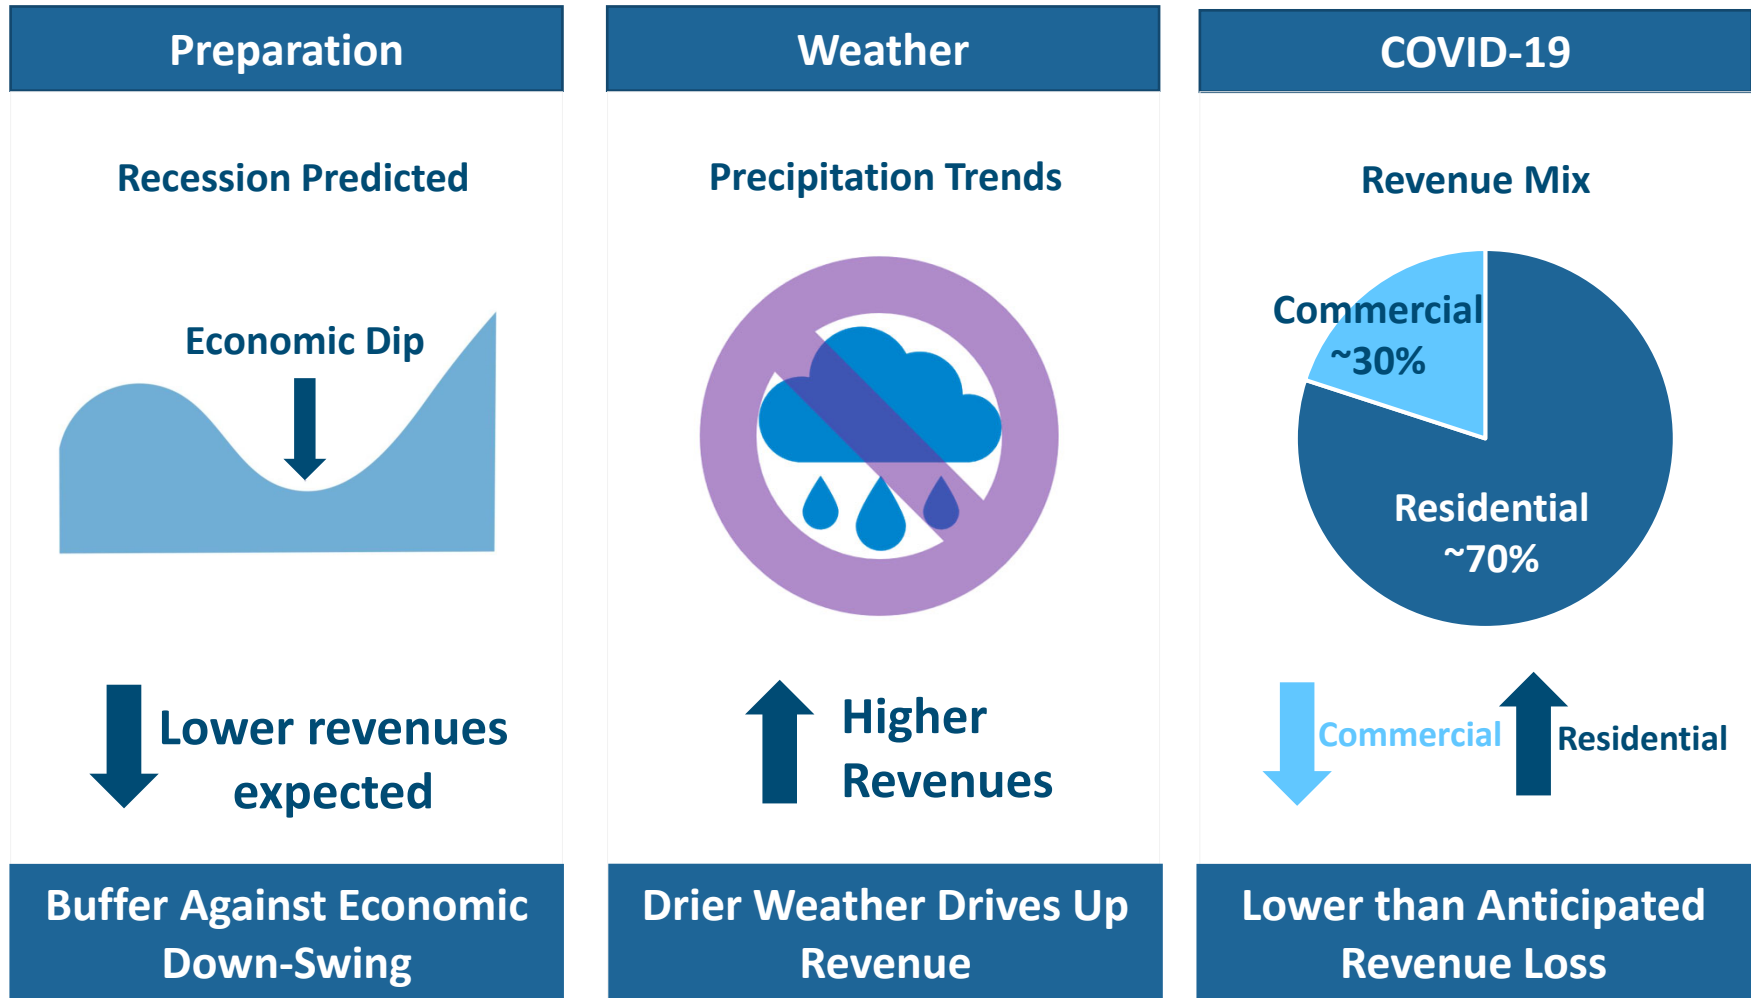 Preparation
Recession Predicted
Economic Dip
Lower revenues
expected
Buffer Against Economic
Down-Swing
Weather
Precipitation Trends
Higher
Revenues
Drier Weather Drives Up
Revenue
COVID-19
Revenue Mix
Commercial
~30%
Residential
~70%
Commercial
Residential
Lower than Anticipated
Revenue Loss